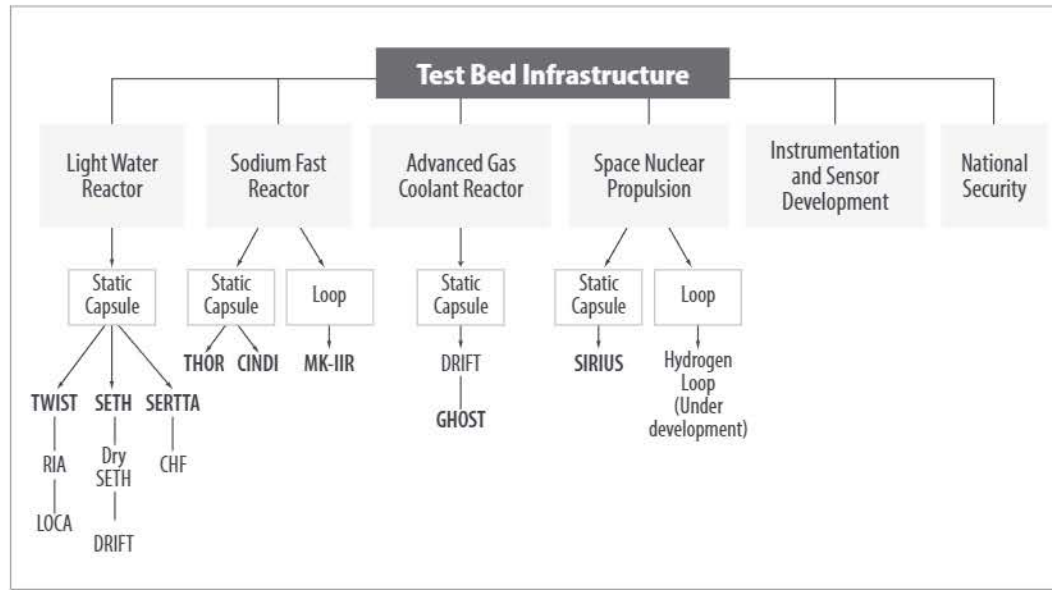 Test Bed Infrastructure
Light Water
Reactor
Sodium Fast
Reactor
Advanced Gas
Coolant Reactor
Space Nuclear
Propulsion
Instrumentation
and Sensor
Development
National
Security
Static
Capsule
Static
Capsule
Loop
Static
Capsule
Static
Capsule
Loop
THOR
CINDI
MK-IIR
DRIFT
SIRIUS
Hydrogen
Loop
(Under
development)
TWIST
SETH
SERTTA
GHOST
RIA
Dry
SETH
CHF
LOCA
DRIFT